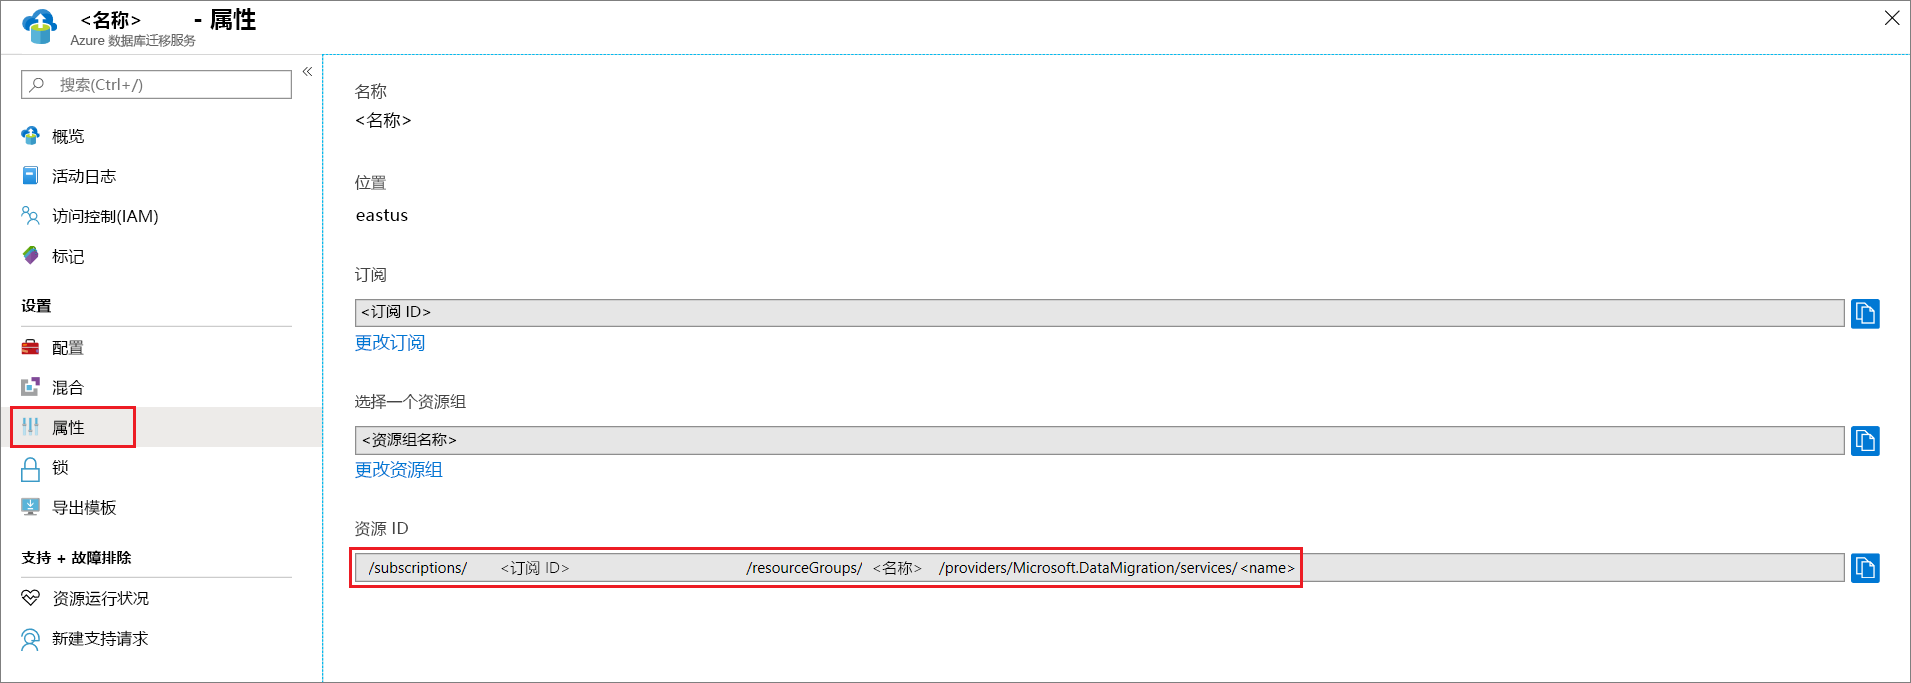 <名称> - 属性
Azure 数据库迁移服务
搜索(Ctrl+/)
«
概览
活动日志
访问控制(IAM)
标记
设置
配置
混合
属性
锁
导出模板
支持 + 故障排除
资源运行状况
新建支持请求
名称
<名称>
位置
eastus
订阅
<订阅 ID>
更改订阅
选择一个资源组
<资源组名称>
更改资源组
资源 ID
/subscriptions/ <订阅 ID> /resourceGroups/ <名称> /providers/Microsoft.DataMigration/services/ <name>